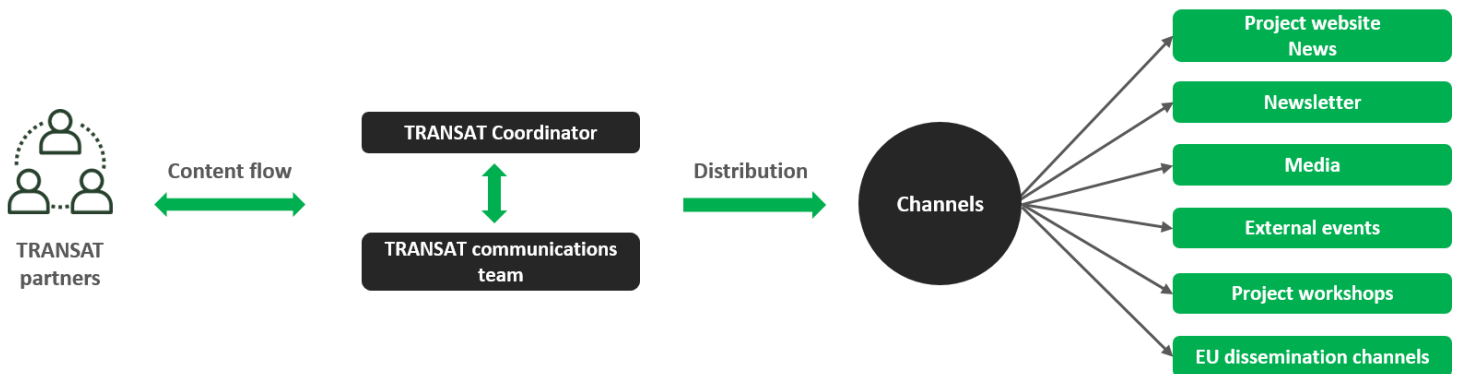 TRANSAT
partners
Content flow
TRANSAT Coordinator
TRANSAT communications
team
Distribution
Channels
Project website
News
Newsletter
Media
External events
Project workshops
EU dissemination channels